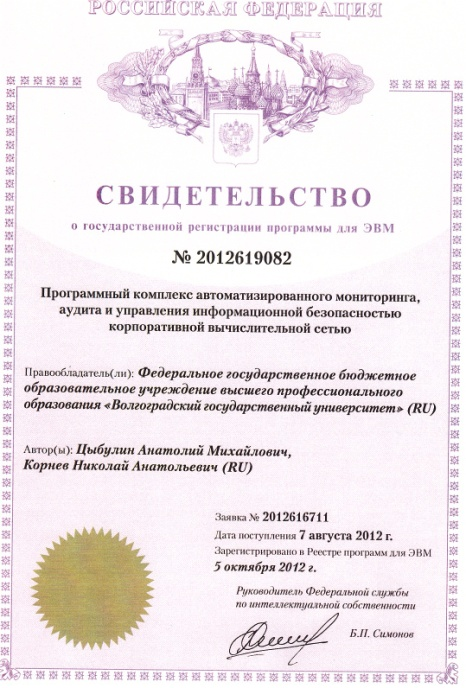 РОССИЙСКАЯ ФЕДЕРАЦИЯ
СВИДЕТЕЛЬСТВО
о государственной регистрации программы для ЭВМ
№ 2012619082
Программный комплекс автоматизированного мониторинга,
аудита и управления информационной безопасностью
корпоративной вычислительной сетью
Правообладатель(ли): Федеральное государственное бюджетное
образовательное учреждение высшего профессионального
образования «Волгоградский государственный университет» (RU)
Автор(ы): Цыбулин Анатолий Михайлович,
Корнев Николай Анатольевич (RU)
Заявка № 2012616711
Дата поступления 7 августа 2012 г.
Зарегистрировано в Реестре программ для ЭВМ
5 октября 2012 г.
Руководитель Федеральной службы
по интеллектуальной собственности
Б.П. Симонов